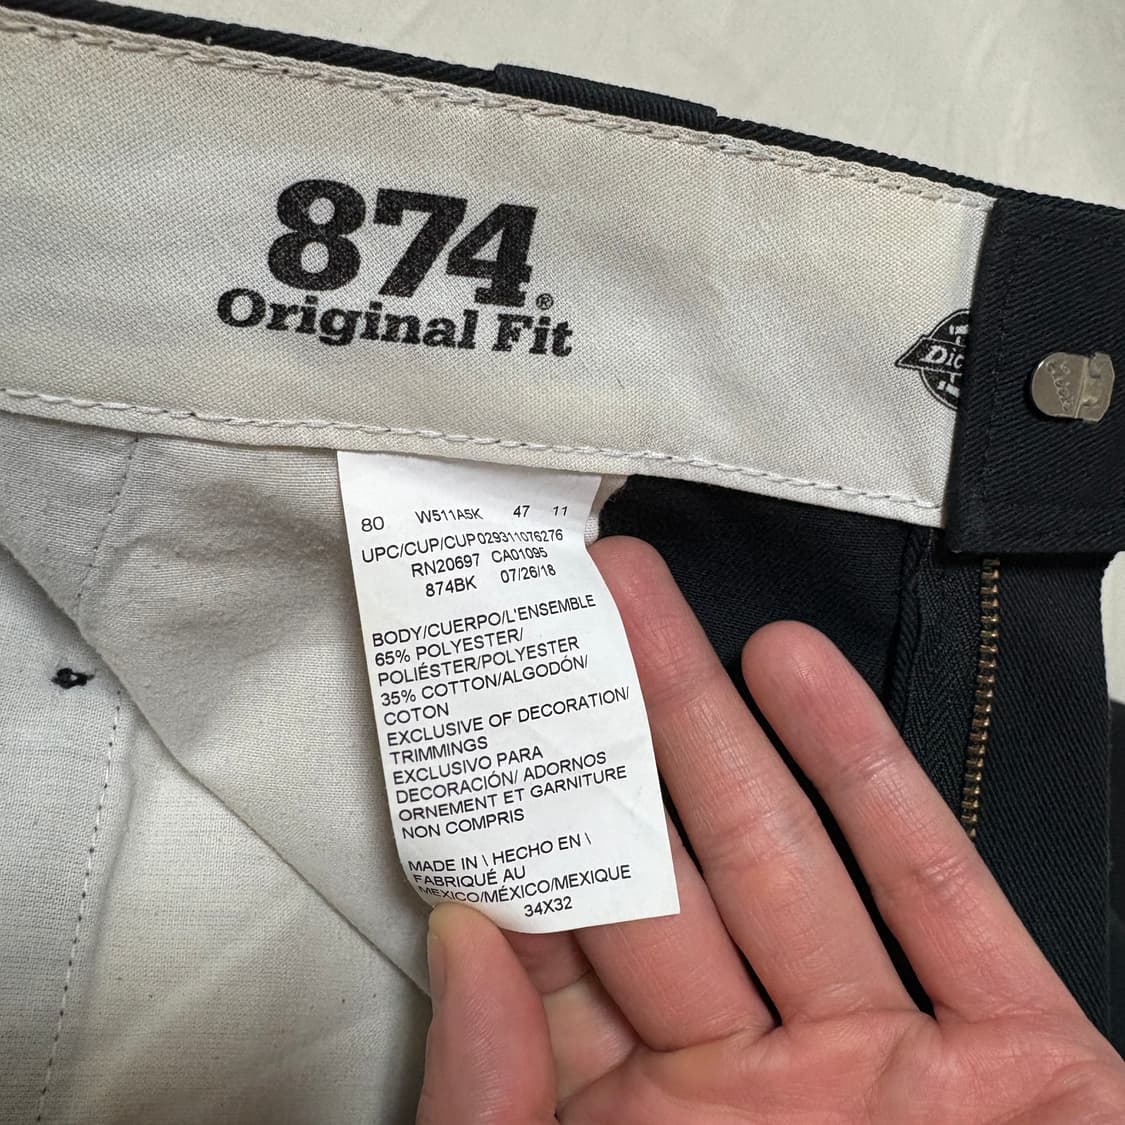 874®
Original Fit
Dic
80 W511A5K 47 11
UPC/CUP/CUP029311076276
RN20697 CA01095
874BK 07/26/18
BODY/CUERPO/L'ENSEMBLE
65% POLYESTER/
POLIÉSTER/POLYESTER
35% COTTON/ALGODÓN/
COTON
EXCLUSIVE OF DECORATION/
TRIMMINGS
EXCLUSIVO PARA
DECORACIÓN/ ADORNOS
ORNEMENT ET GARNITURE
NON COMPRIS
MADE IN \ HECHO EN \
FABRIQUÉ AU
MEXICO/MÉXICO/MEXIQUE
34X32